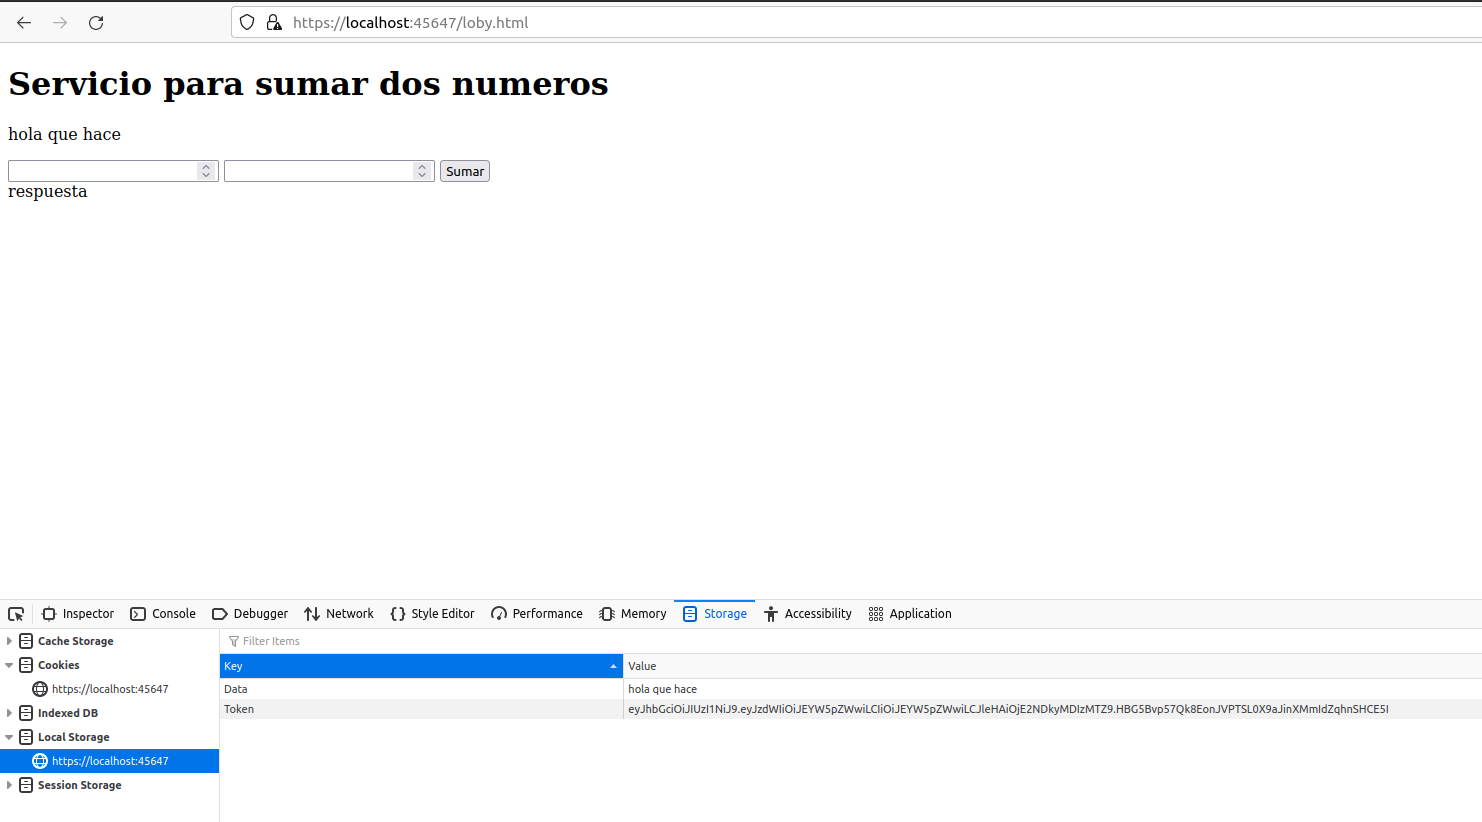 https://localhost:45647/loby.html
Servicio para sumar dos numeros
hola que hace
Sumar
respuesta
Inspector Console Debugger Network Style Editor Performance Memory Storage Accessibility Application
Cache Storage
Cookies
https://localhost:45647
Indexed DB
Local Storage
https://localhost:45647
Session Storage
Filter Items
Key Value
Data hola que hace
Token eyJhbGciOiJIUzI1NiJ9.eyJzdWIiOiJEYW5pZWwiLCIiOiJEYW5pZWwiLCJleHAiOjE2NDkyMDIzMTZ9.HBG5Bvp57Qk8EonJVPTSL0X9aJinXMmIdZqhnSHCE5I